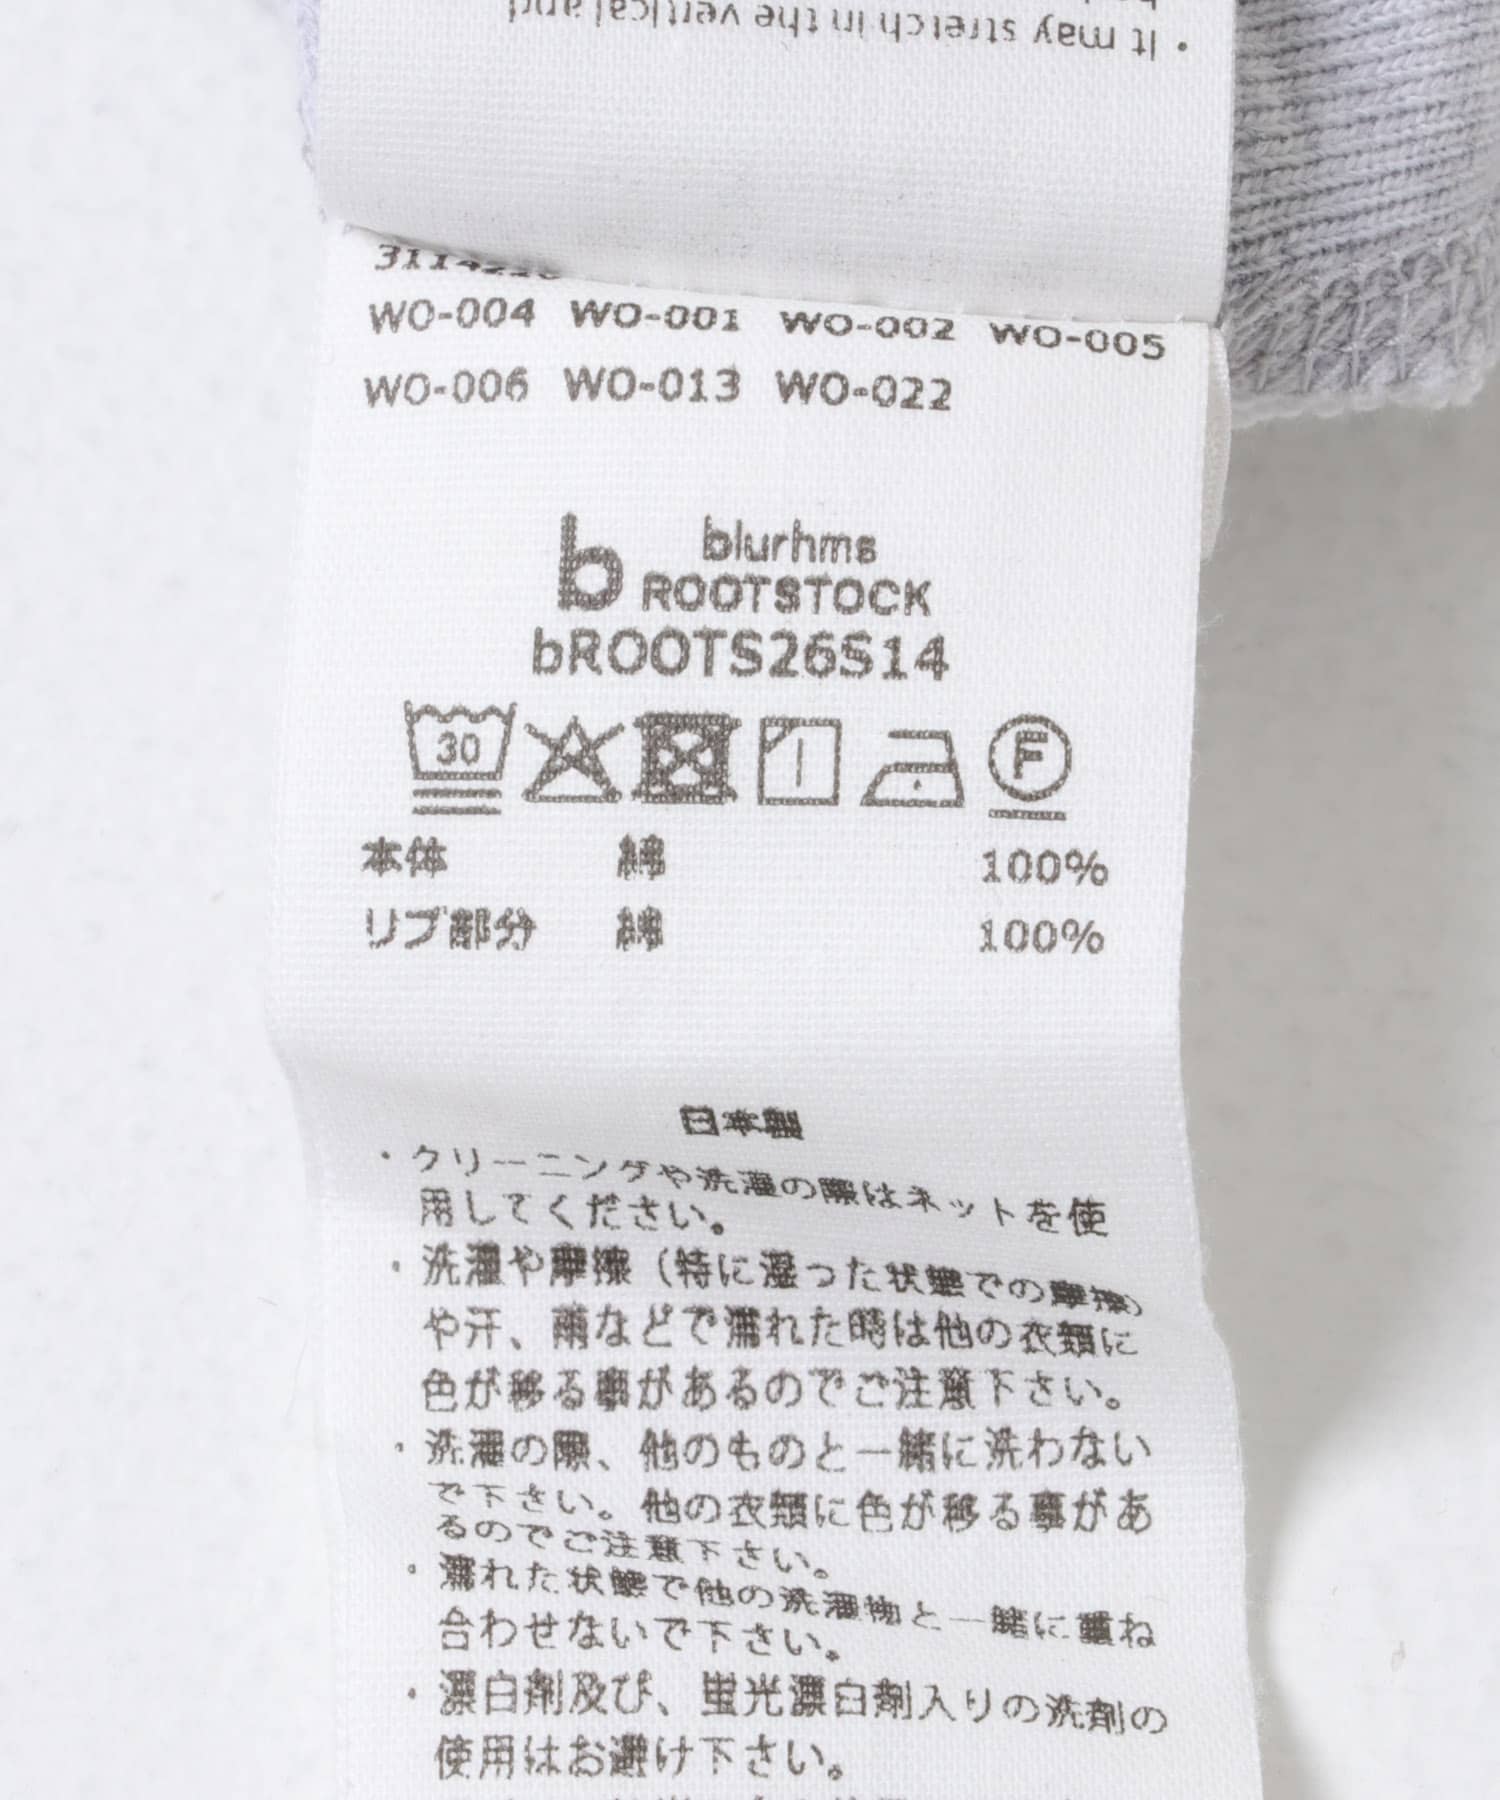 • It may stretch in the vertical and
WO-004 WO-001 WO-002 WO-005
WO-006 WO-013 WO-022
b blurhms
ROOTSTOCK
bROOTS26S14
30 F
本体 綿 100%
リブ部分 綿 100%
日本製
・クリーニングや洗濯の際はネットを使
用してください。
・洗濯や摩擦（特に湿った状態での摩擦）
や汗、雨などで濡れた時は他の衣類に
色が移る事があるのでご注意下さい。
・洗濯の際、他のものと一緒に洗わない
で下さい。他の衣類に色が移る事があ
るのでご注意下さい。
・濡れた状態で他の洗濯物と一緒に重ね
合わせないで下さい。
・漂白剤及び、蛍光漂白剤入りの洗剤の
使用はお避け下さい。